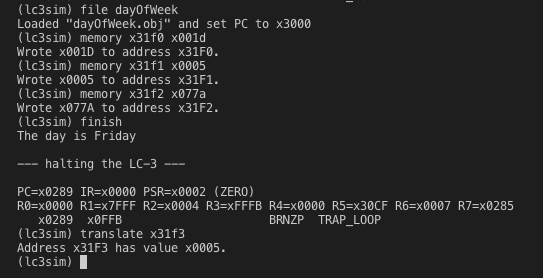 (lc3sim) file dayOfWeek
Loaded "dayOfWeek.obj" and set PC to x3000
(lc3sim) memory x31f0 x001d
Wrote x001D to address x31F0.
(lc3sim) memory x31f1 x0005
Wrote x0005 to address x31F1.
(lc3sim) memory x31f2 x077a
Wrote x077A to address x31F2.
(lc3sim) finish
The day is Friday
--- halting the LC-3 ---
PC=x0289 IR=x0000 PSR=x0002 (ZERO)
R0=x0000 R1=x7FFF R2=x0004 R3=xFFFB R4=x0000 R5=x30CF R6=x0007 R7=x0285
x0289 x0FFB BRNZP TRAP_LOOP
(lc3sim) translate x31f3
Address x31F3 has value x0005.
(lc3sim)